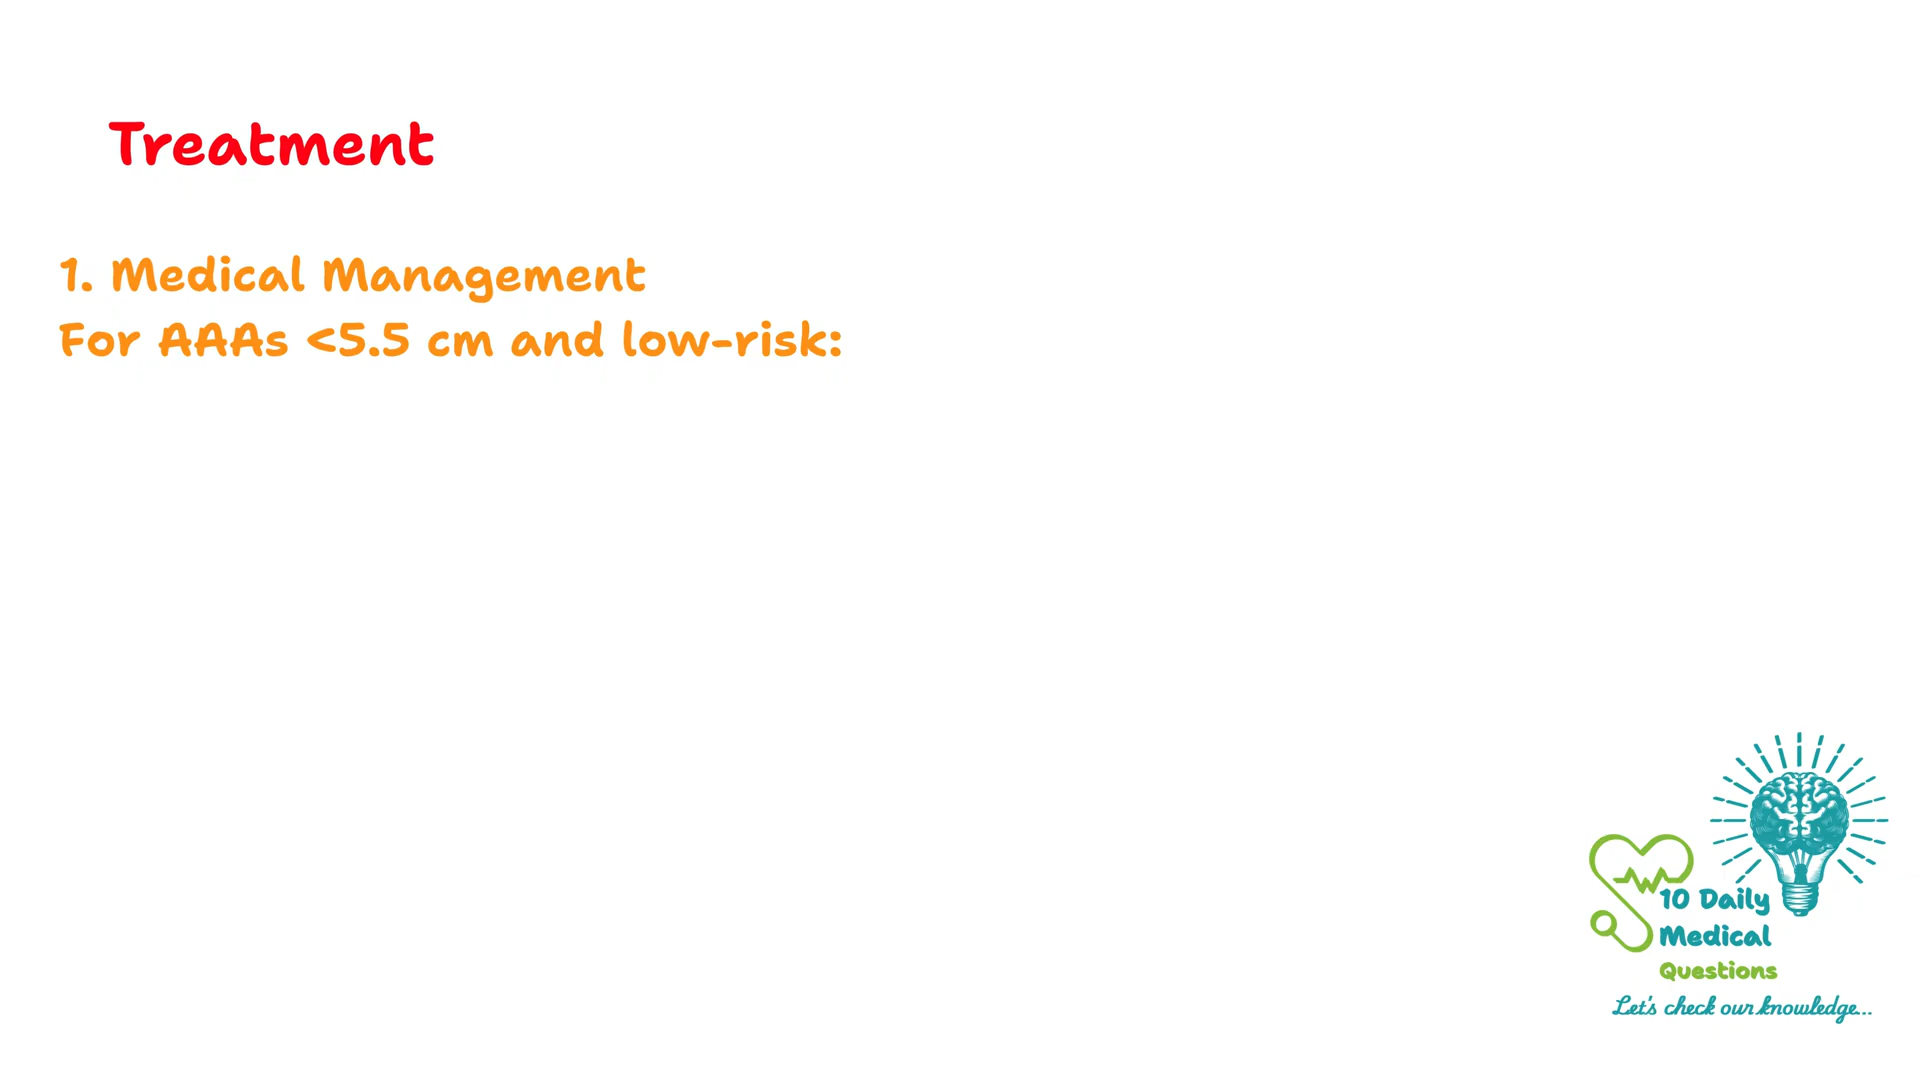 Treatment
1. Medical Management
For AAAs <5.5 cm and low-risk:
10 Daily
Medical
Questions
Let's check our knowledge...